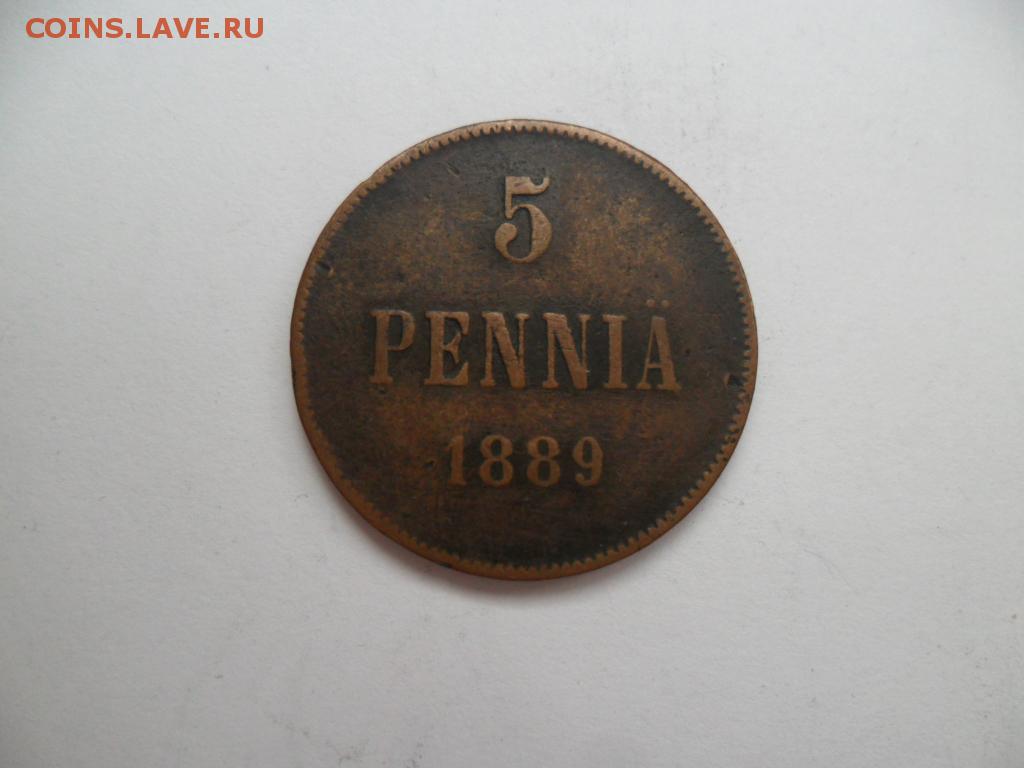 COINS.LAVE.RU
5
PENNIÄ
1889